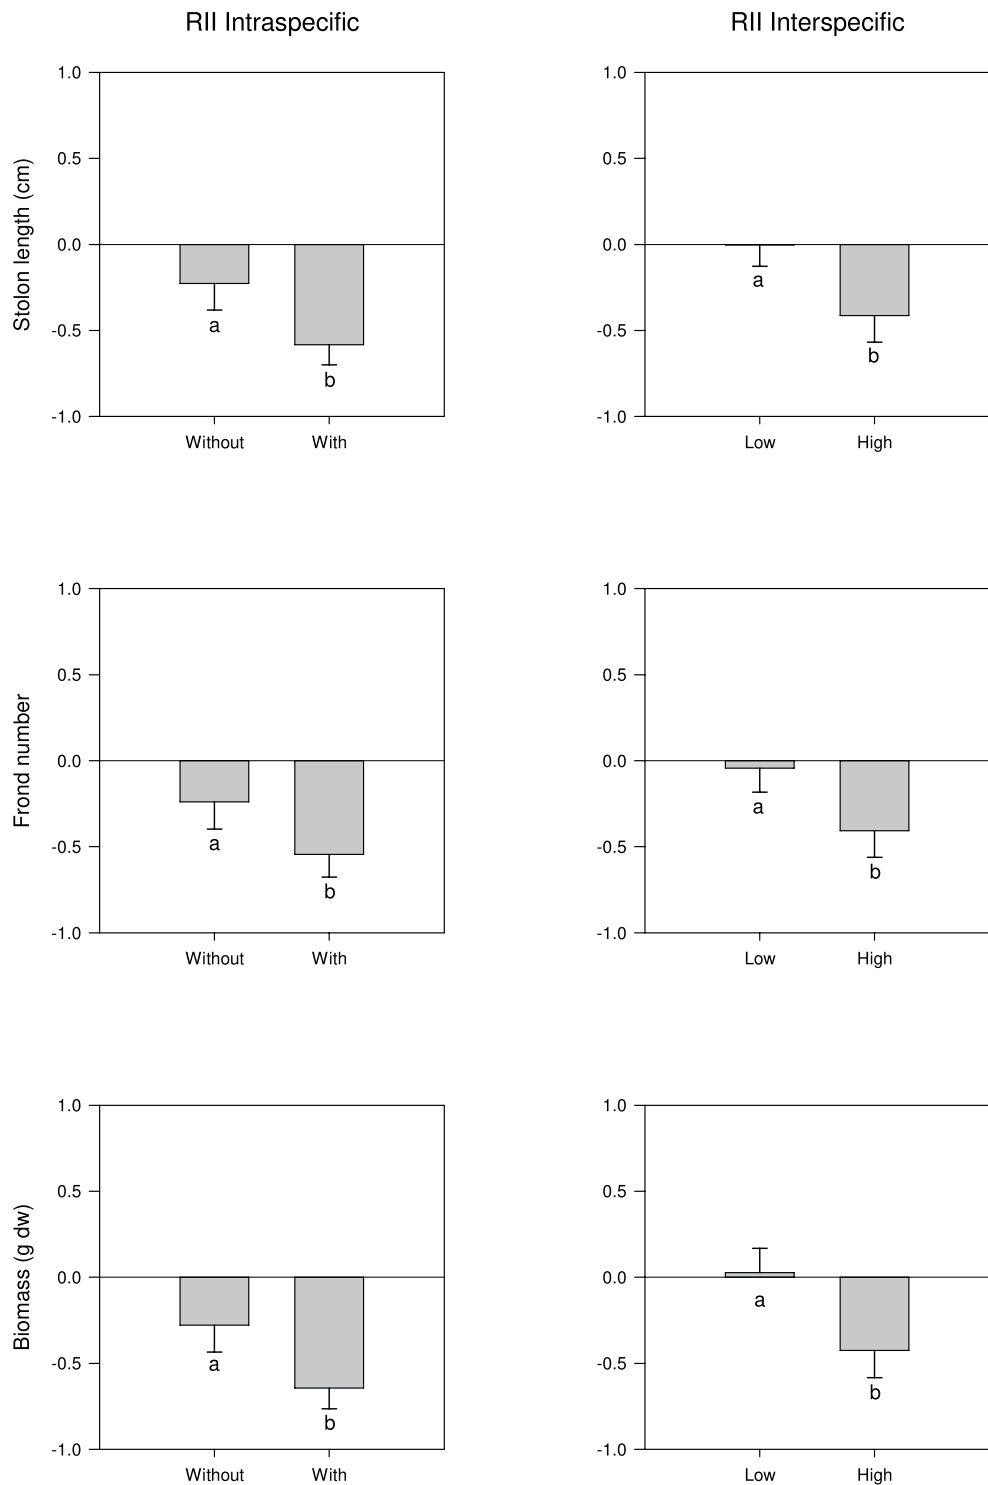 RII Intraspecific
RII Interspecific
Stolon length (cm)
1.0
0.5
0.0
-0.5
-1.0
a
b
Without
With
1.0
0.5
0.0
-0.5
-1.0
a
b
Low
High
Frond number
1.0
0.5
0.0
-0.5
-1.0
a
b
Without
With
1.0
0.5
0.0
-0.5
-1.0
a
b
Low
High
Biomass (g dw)
1.0
0.5
0.0
-0.5
-1.0
a
b
Without
With
1.0
0.5
0.0
-0.5
-1.0
a
b
Low
High